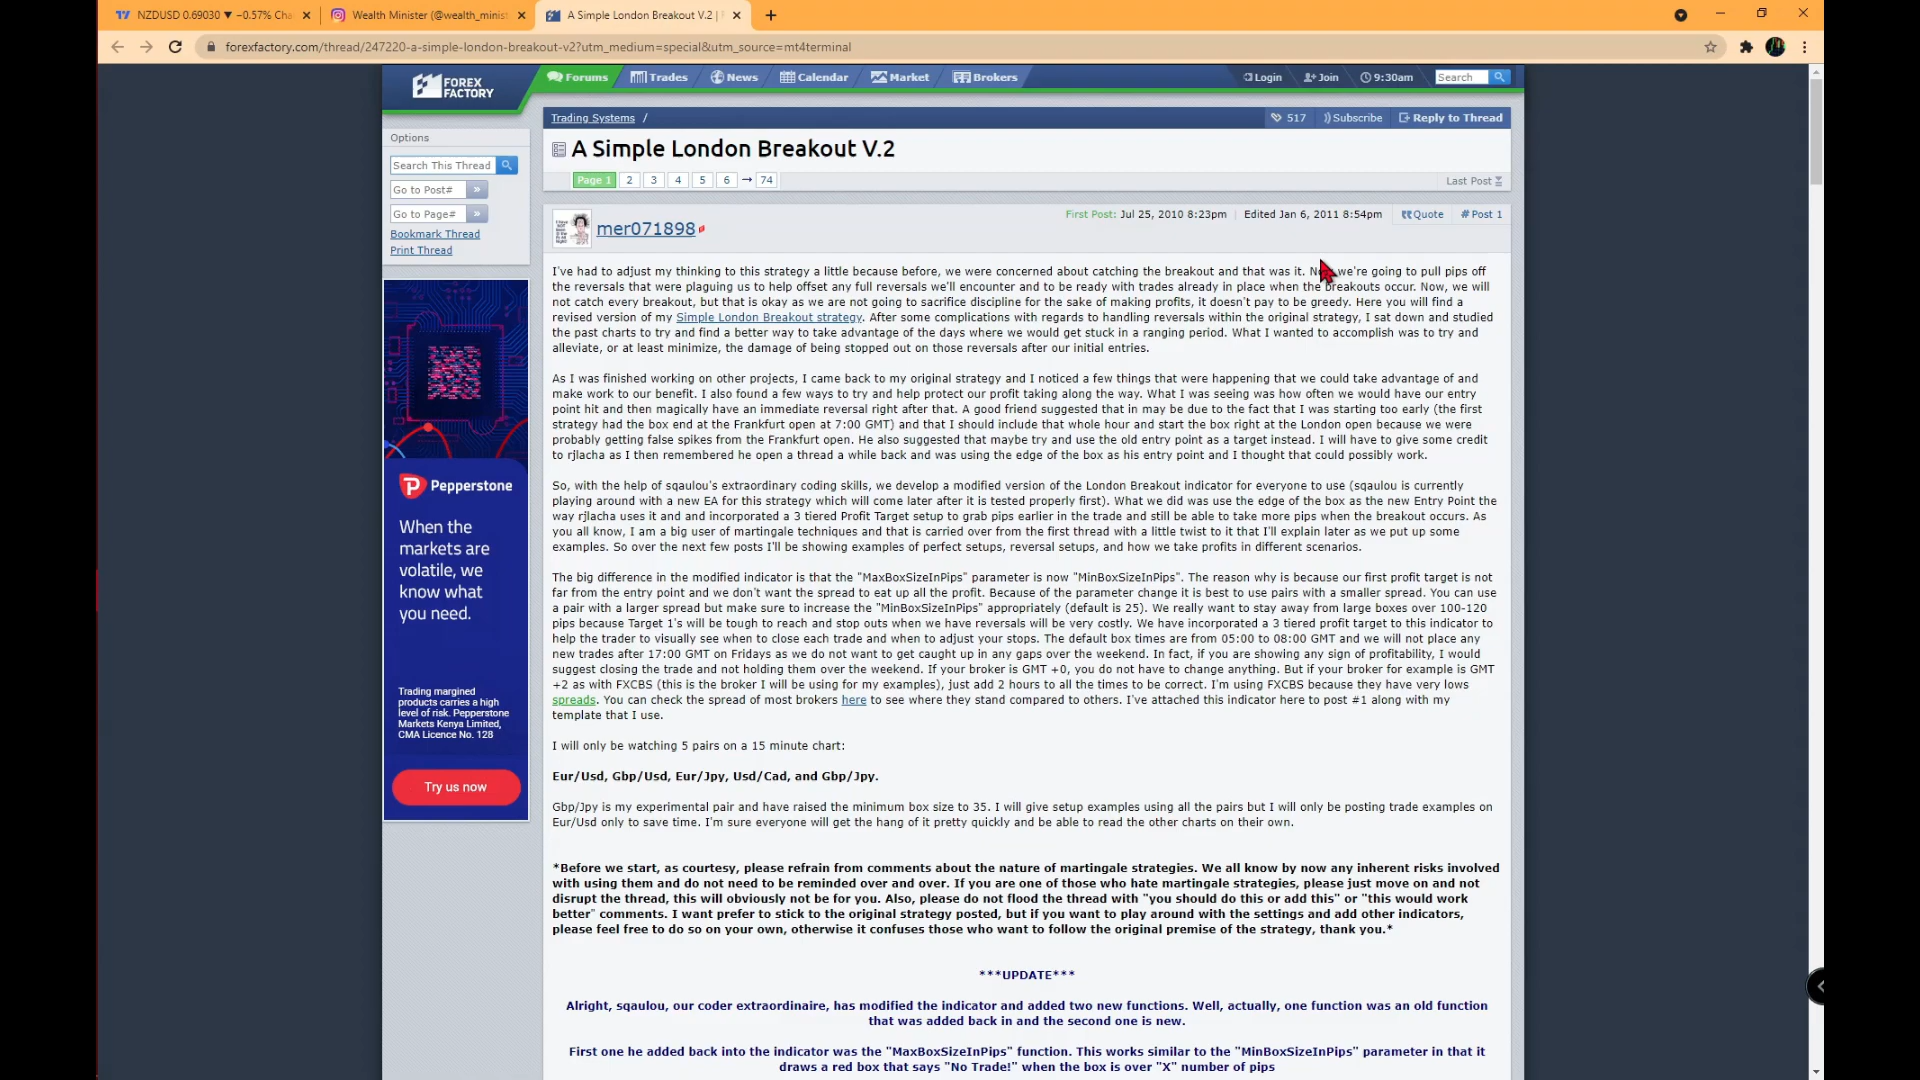 NZDUSD 0.69030 ▼ −0.57% Cha
Wealth Minister (@wealth_minist
A Simple London Breakout V.2 |
forexfactory.com/thread/247220-a-simple-london-breakout-v2?utm_medium=special&utm_source=mt4terminal
FOREX FACTORY
Forums
Trades
News
Calendar
Market
Brokers
Login
Join
9:30am
Search
Options
Search This Thread
Go to Post# »
Go to Page# »
Bookmark Thread
Print Thread
Trading Systems /
517
Subscribe
Reply to Thread
A Simple London Breakout V.2
Page 1 2 3 4 5 6 → 74
Last Post
mer071898
First Post: Jul 25, 2010 8:23pm
Edited Jan 6, 2011 8:54pm
Quote
# Post 1
I've had to adjust my thinking to this strategy a little because before, we were concerned about catching the breakout and that was it. we're going to pull pips off
the reversals that were plaguing us to help offset any full reversals we'll encounter and to be ready with trades already in place when the breakouts occur. Now, we will
not catch every breakout, but that is okay as we are not going to sacrifice discipline for the sake of making profits, it doesn't pay to be greedy. Here you will find a
revised version of my Simple London Breakout strategy. After some complications with regards to handling reversals within the original strategy, I sat down and studied
the past charts to try and find a better way to take advantage of the days where we would get stuck in a ranging period. What I wanted to accomplish was to try and
alleviate, or at least minimize, the damage of being stopped out on those reversals after our initial entries.
As I was finished working on other projects, I came back to my original strategy and I noticed a few things that were happening that we could take advantage of and
make work to our benefit. I also found a few ways to try and help protect our profit taking along the way. What I was seeing was how often we would have our entry
point hit and then magically have an immediate reversal right after that. A good friend suggested that in may be due to the fact that I was starting too early (the first
strategy had the box end at the Frankfurt open at 7:00 GMT) and that I should include that whole hour and start the box right at the London open because we were
probably getting false spikes from the Frankfurt open. He also suggested that maybe try and use the old entry point as a target instead. I will have to give some credit
to rjlacha as I then remembered he open a thread a while back and was using the edge of the box as his entry point and I thought that could possibly work.
So, with the help of sqaulou's extraordinary coding skills, we develop a modified version of the London Breakout indicator for everyone to use (sqaulou is currently
playing around with a new EA for this strategy which will come later after it is tested properly first). What we did was use the edge of the box as the new Entry Point the
way rjlacha uses it and and incorporated a 3 tiered Profit Target setup to grab pips earlier in the trade and still be able to take more pips when the breakout occurs. As
you all know, I am a big user of martingale techniques and that is carried over from the first thread with a little twist to it that I'll explain later as we put up some
examples. So over the next few posts I'll be showing examples of perfect setups, reversal setups, and how we take profits in different scenarios.
The big difference in the modified indicator is that the "MaxBoxSizeInPips" parameter is now "MinBoxSizeInPips". The reason why is because our first profit target is not
far from the entry point and we don't want the spread to eat up all the profit. Because of the parameter change it is best to use pairs with a smaller spread. You can use
a pair with a larger spread but make sure to increase the "MinBoxSizeInPips" appropriately (default is 25). We really want to stay away from large boxes over 100-120
pips because Target 1's will be tough to reach and stop outs when we have reversals will be very costly. We have incorporated a 3 tiered profit target to this indicator to
help the trader to visually see when to close each trade and when to adjust your stops. The default box times are from 05:00 to 08:00 GMT and we will not place any
new trades after 17:00 GMT on Fridays as we do not want to get caught up in any gaps over the weekend. In fact, if you are showing any sign of profitability, I would
suggest closing the trade and not holding them over the weekend. If your broker is GMT +0, you do not have to change anything. But if your broker for example is GMT
+2 as with FXCBS (this is the broker I will be using for my examples), just add 2 hours to all the times to be correct. I'm using FXCBS because they have very lows
spreads. You can check the spread of most brokers here to see where they stand compared to others. I've attached this indicator here to post #1 along with my
template that I use.
I will only be watching 5 pairs on a 15 minute chart:
Eur/Usd, Gbp/Usd, Eur/Jpy, Usd/Cad, and Gbp/Jpy.
Gbp/Jpy is my experimental pair and have raised the minimum box size to 35. I will give setup examples using all the pairs but I will only be posting trade examples on
Eur/Usd only to save time. I'm sure everyone will get the hang of it pretty quickly and be able to read the other charts on their own.
*Before we start, as courtesy, please refrain from comments about the nature of martingale strategies. We all know by now any inherent risks involved
with using them and do not need to be reminded over and over. If you are one of those who hate martingale strategies, please just move on and not
disrupt the thread, this will obviously not be for you. Also, please do not flood the thread with "you should do this or add this" or "this would work
better" comments. I want prefer to stick to the original strategy posted, but if you want to play around with the settings and add other indicators,
please feel free to do so on your own, otherwise it confuses those who want to follow the original premise of the strategy, thank you.*
***UPDATE***
Alright, sqaulou, our coder extraordinaire, has modified the indicator and added two new functions. Well, actually, one function was an old function
that was added back in and the second one is new.
First one he added back into the indicator was the "MaxBoxSizeInPips" function. This works similar to the "MinBoxSizeInPips" parameter in that it
draws a red box that says "No Trade!" when the box is over "X" number of pips
Pepperstone
When the
markets are
volatile, we
know what
you need.
Trading margined
products carries a high
level of risk. Pepperstone
Markets Kenya Limited,
CMA Licence No. 128
Try us now